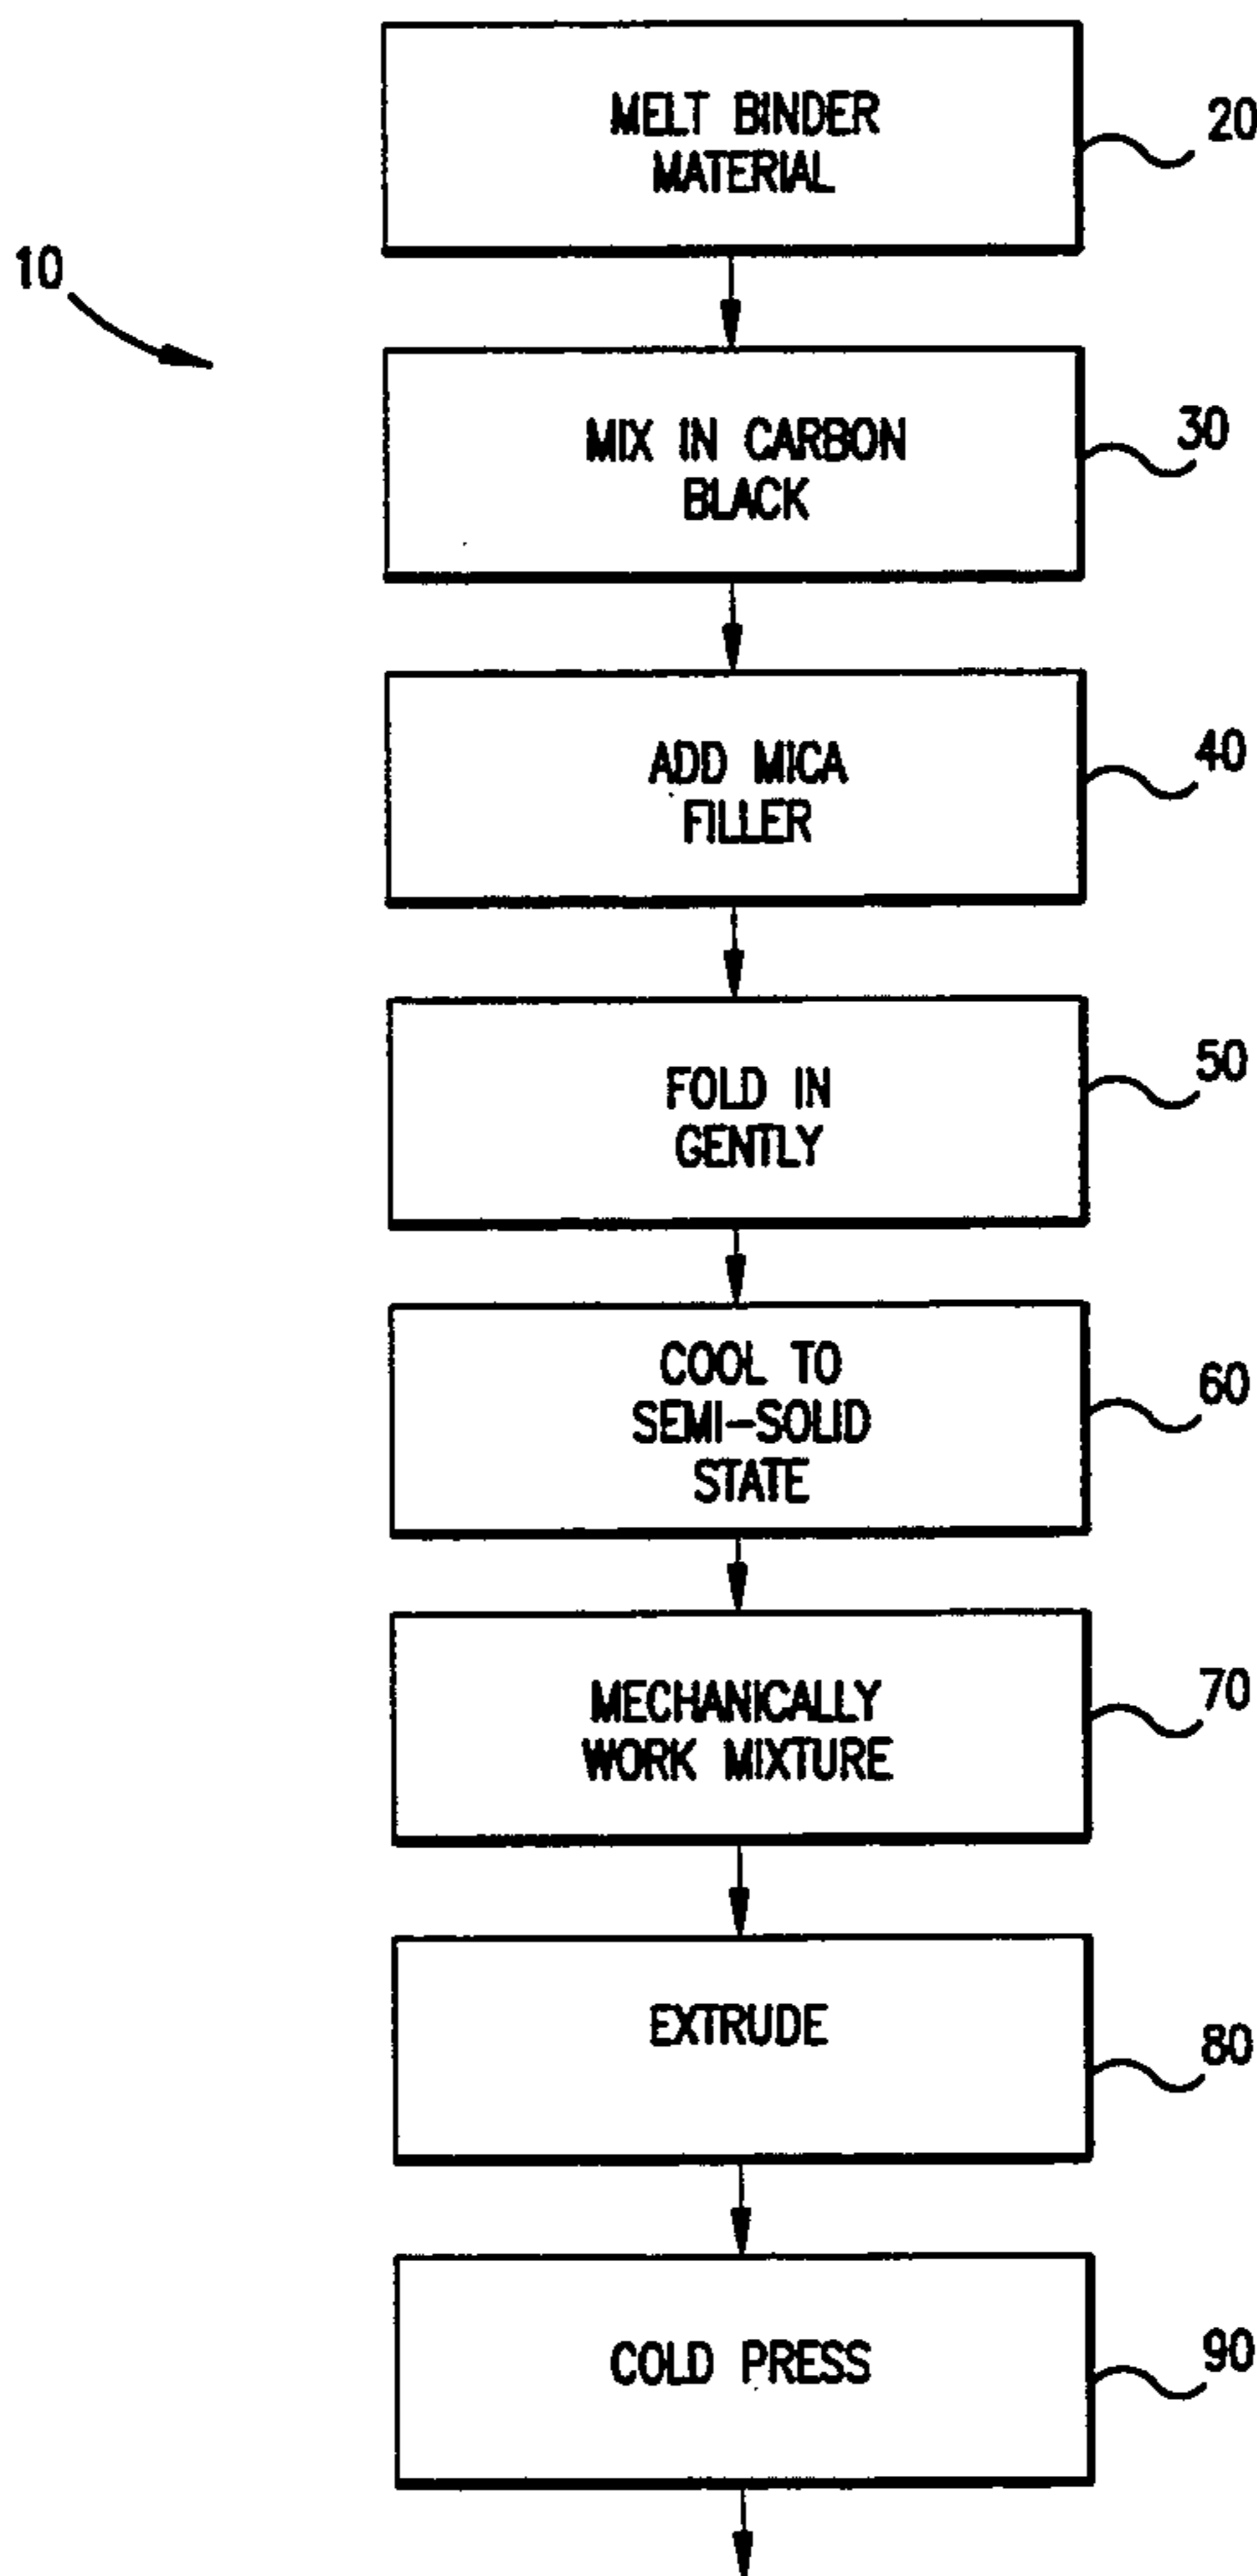 MELT BINDER
MATERIAL
20
10
MIX IN CARBON
BLACK
30
ADD MICA
FILLER
40
FOLD IN
GENTLY
50
COOL TO
SEMI-SOLID
STATE
60
MECHANICALLY
WORK MIXTURE
70
EXTRUDE
80
COLD PRESS
90